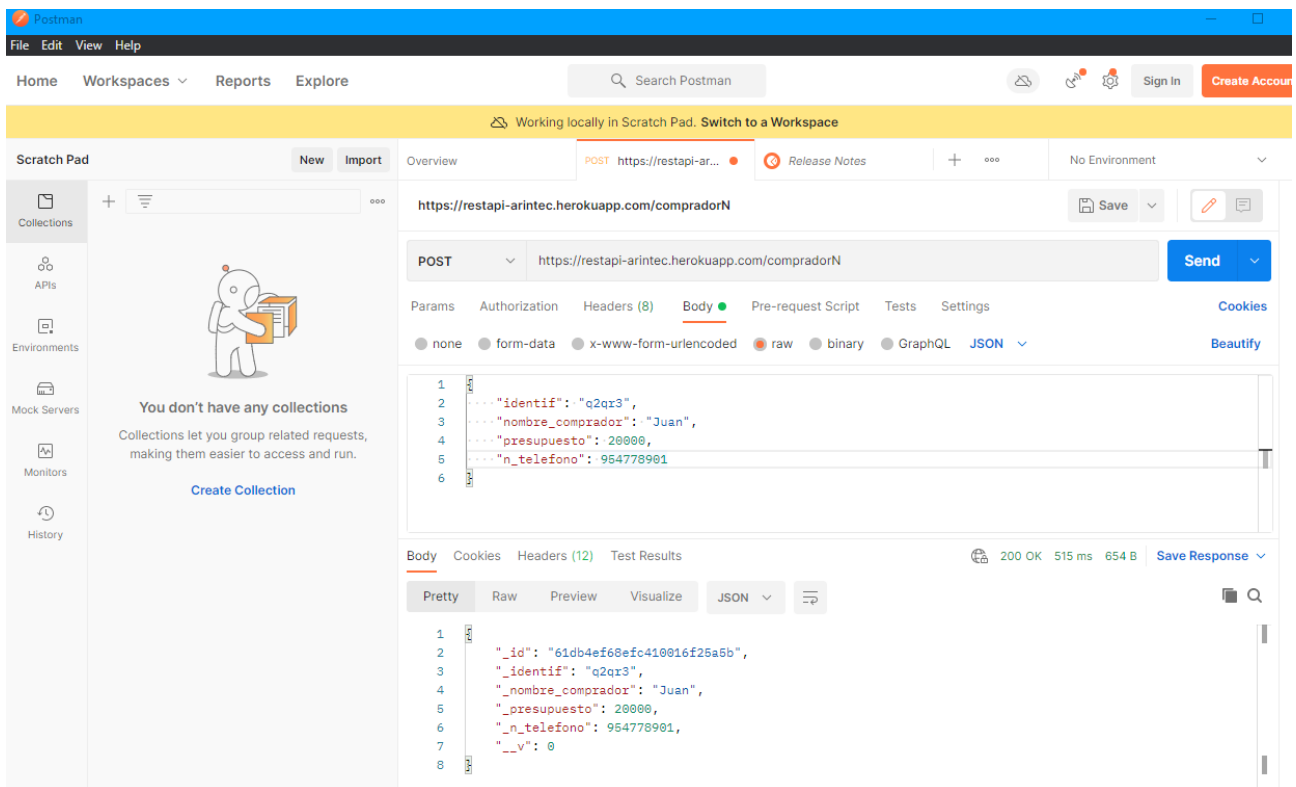 Postman
File Edit View Help
Home Workspaces Reports Explore Search Postman Sign In Create Accoun
Working locally in Scratch Pad. Switch to a Workspace
Scratch Pad New Import Overview POST https://restapi-ar... Release Notes No Environment
Collections
APIs
Environments
Mock Servers
Monitors
History
You don't have any collections
Collections let you group related requests,
making them easier to access and run.
Create Collection
https://restapi-arintec.herokuapp.com/compradorN Save
POST https://restapi-arintec.herokuapp.com/compradorN Send
Params Authorization Headers (8) Body Pre-request Script Tests Settings Cookies
none form-data x-www-form-urlencoded raw binary GraphQL JSON Beautify
1 {
2 "identif": "q2qr3",
3 "nombre_comprador": "Juan",
4 "presupuesto": 20000,
5 "n_telefono": 954778901
6 }
Body Cookies Headers (12) Test Results 200 OK 515 ms 654 B Save Response
Pretty Raw Preview Visualize JSON
1 {
2 "_id": "61db4ef68efc410016f25a5b",
3 "_identif": "q2qr3",
4 "_nombre_comprador": "Juan",
5 "_presupuesto": 20000,
6 "_n_telefono": 954778901,
7 "__v": 0
8 }